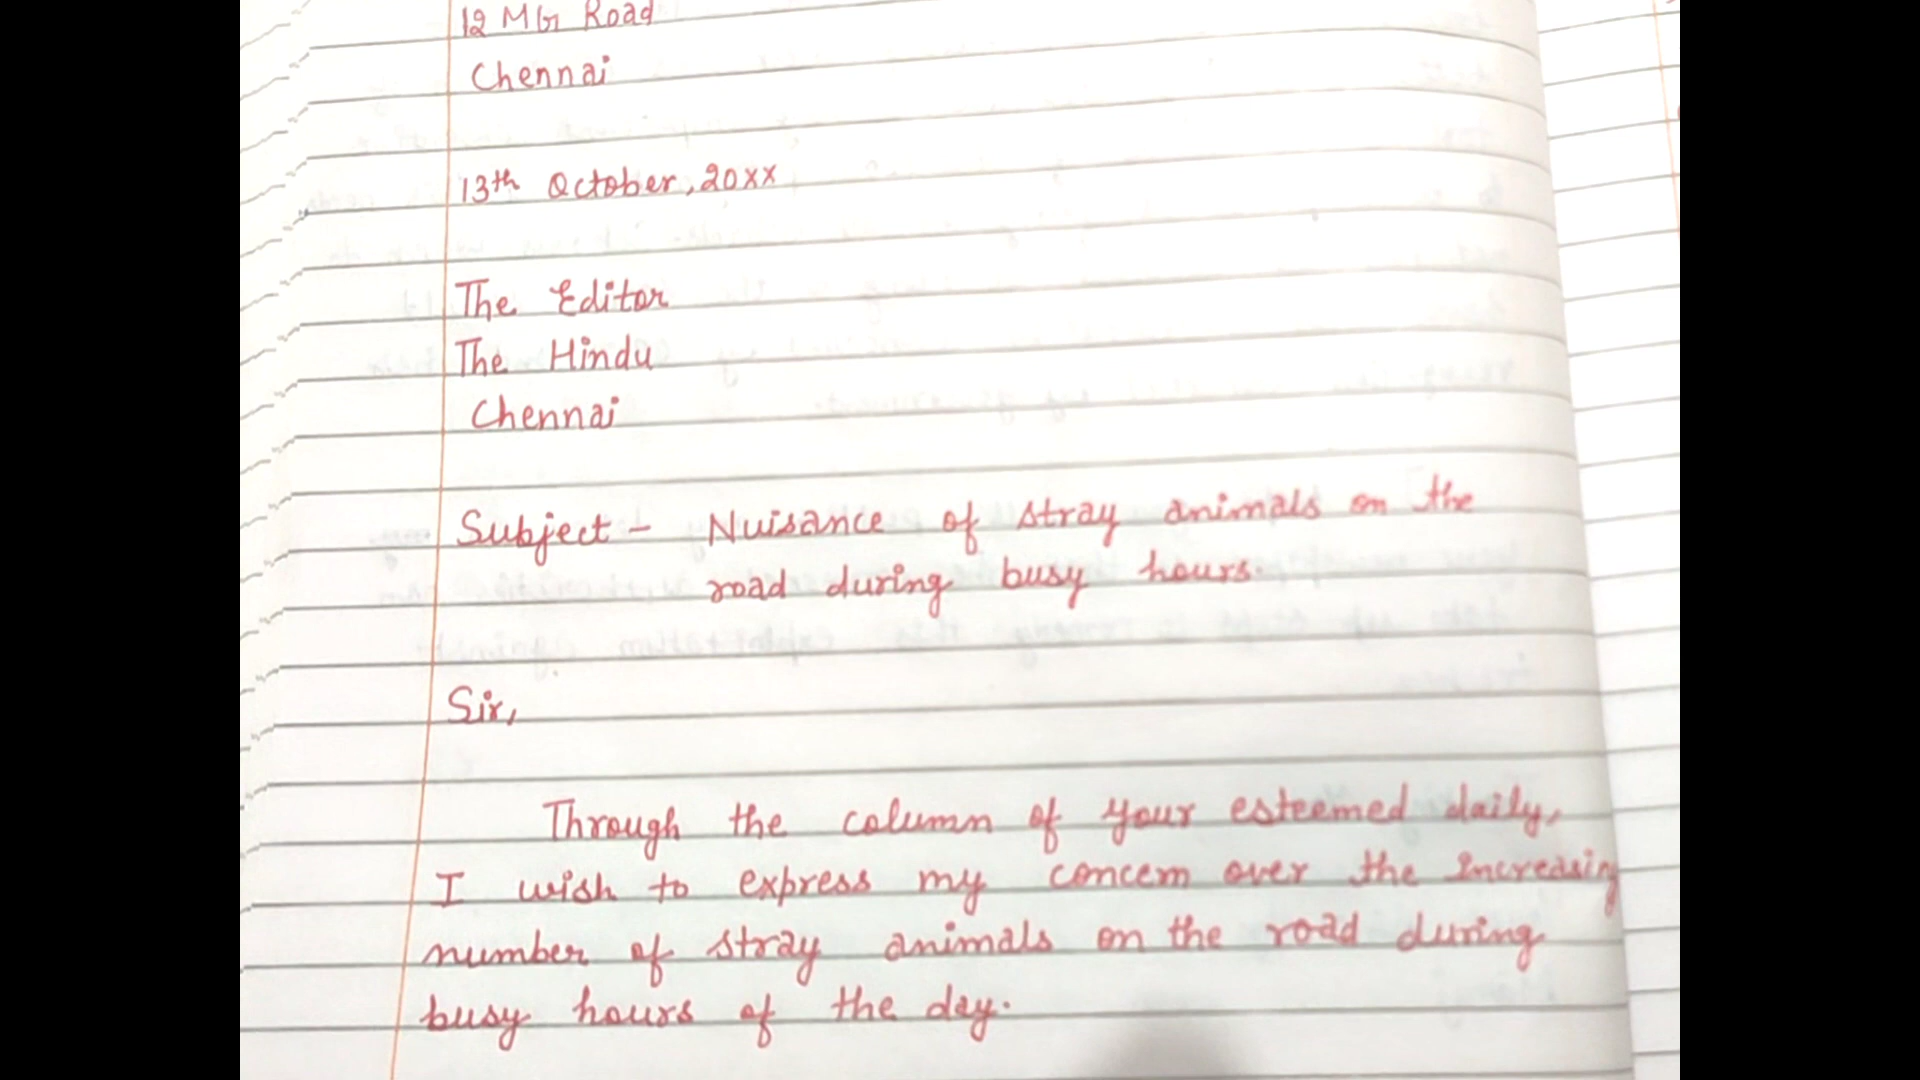 12 MG Road
Chennai
13th October, 20xx
The Editor
The Hindu
Chennai
Subject - Nuisance of stray animals on the
road during busy hours.
Sir,
Through the column of your esteemed daily,
I wish to express my concern over the increasing
number of stray animals on the road during
busy hours of the day.